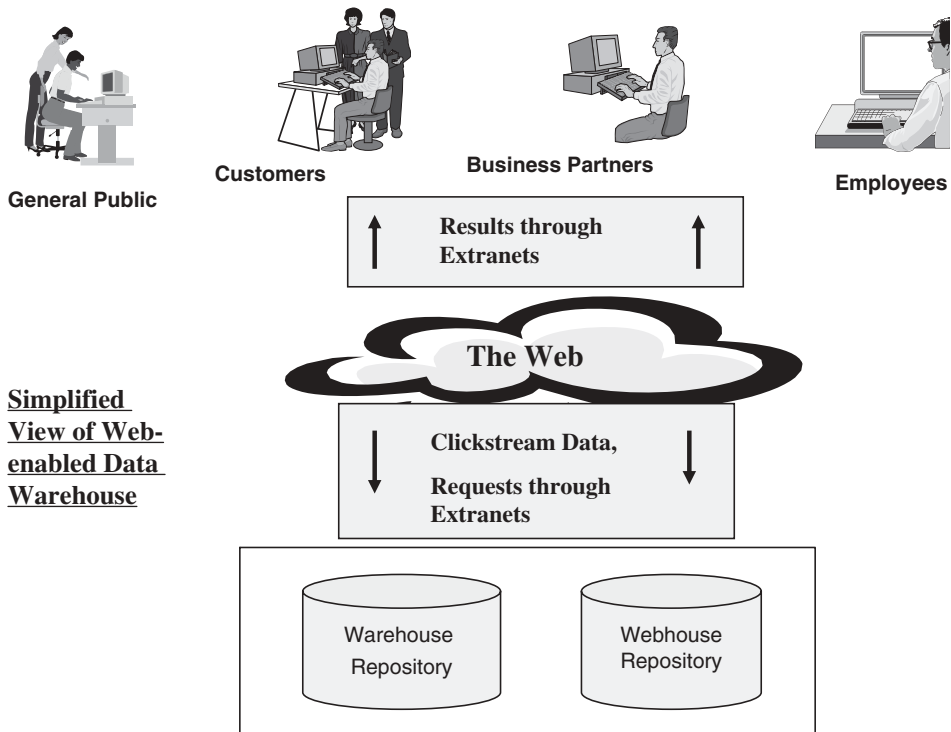 General Public
Customers
Business Partners
Employees
Results through
Extranets
The Web
Simplified
View of Web-
enabled Data
Warehouse
Clickstream Data,
Requests through
Extranets
Warehouse
Repository
Webhouse
Repository